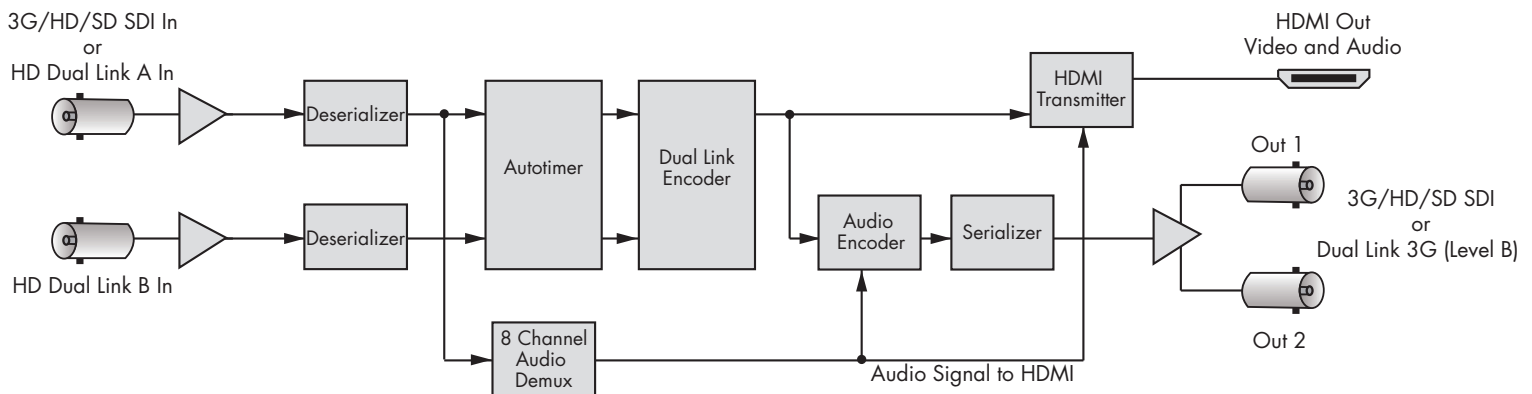 3G/HD/SD SDI In
or
HD Dual Link A In
HDMI Out
Video and Audio
HDMI
Transmitter
Deserializer
Autotimer
Dual Link
Encoder
Out 1
Deserializer
Audio
Encoder
Serializer
3G/HD/SD SDI
or
Dual Link 3G (Level B)
HD Dual Link B In
8 Channel
Audio
Demux
Audio Signal to HDMI
Out 2